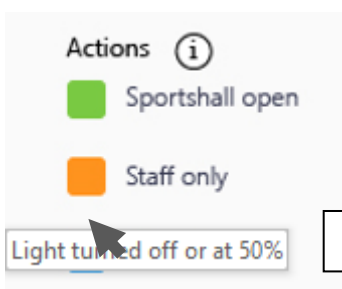 Actions i
Sportshall open
Staff only
Light turned off or at 50%